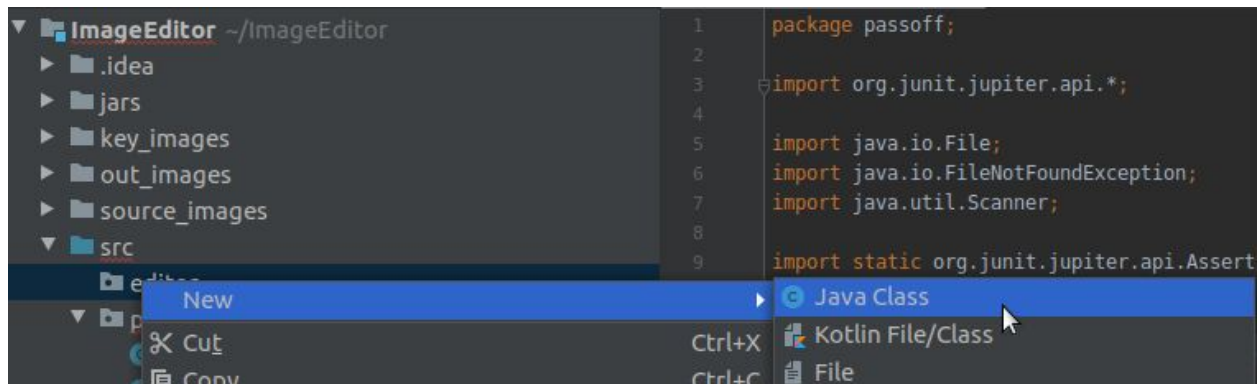 ImageEditor ~/ImageEditor
.idea
jars
key_images
out_images
source_images
src
New
Cut Ctrl+X
Copy Ctrl+C
1 package passoff;
2
3 import org.junit.jupiter.api.*;
4
5 import java.io.File;
6 import java.io.FileNotFoundException;
7 import java.util.Scanner;
8
9 import static org.junit.jupiter.api.Assert
Java Class
Kotlin File/Class
File